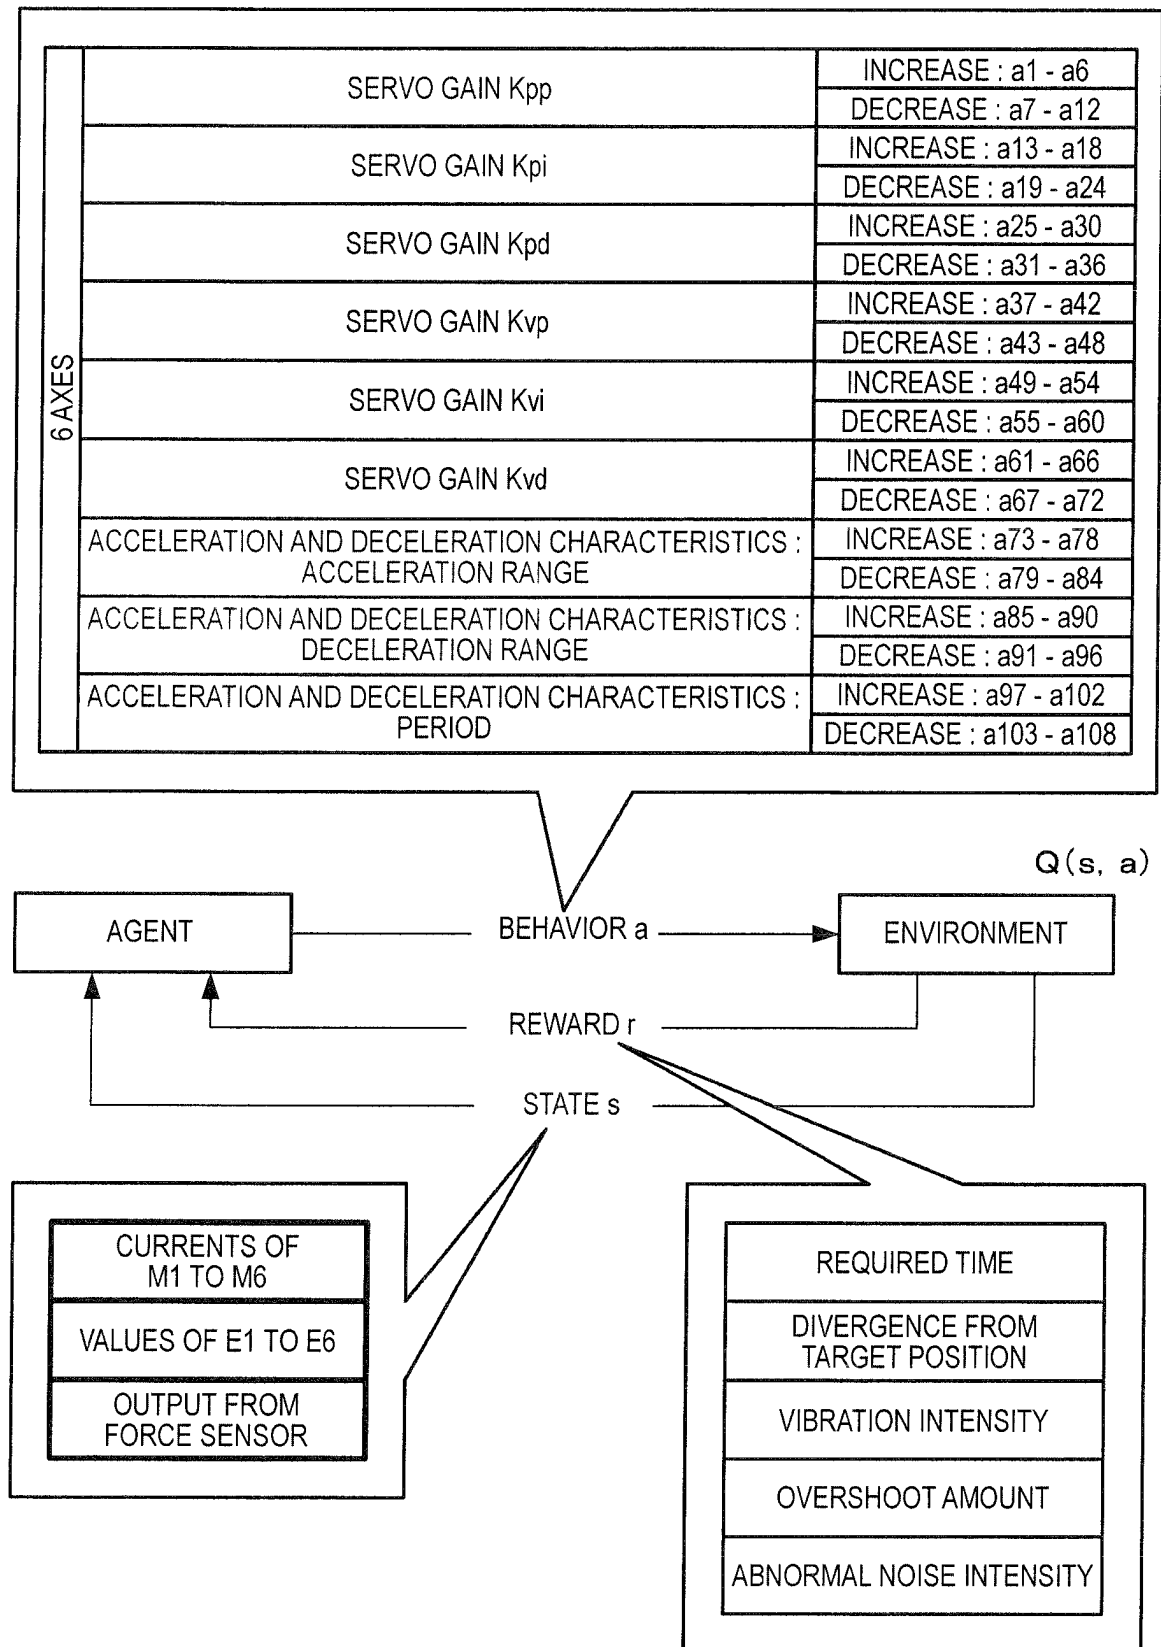 6 AXES
SERVO GAIN Kpp
INCREASE : a1 - a6
DECREASE : a7 - a12
SERVO GAIN Kpi
INCREASE : a13 - a18
DECREASE : a19 - a24
SERVO GAIN Kpd
INCREASE : a25 - a30
DECREASE : a31 - a36
SERVO GAIN Kvp
INCREASE : a37 - a42
DECREASE : a43 - a48
SERVO GAIN Kvi
INCREASE : a49 - a54
DECREASE : a55 - a60
SERVO GAIN Kvd
INCREASE : a61 - a66
DECREASE : a67 - a72
ACCELERATION AND DECELERATION CHARACTERISTICS :
ACCELERATION RANGE
INCREASE : a73 - a78
DECREASE : a79 - a84
ACCELERATION AND DECELERATION CHARACTERISTICS :
DECELERATION RANGE
INCREASE : a85 - a90
DECREASE : a91 - a96
ACCELERATION AND DECELERATION CHARACTERISTICS :
PERIOD
INCREASE : a97 - a102
DECREASE : a103 - a108
Q(s, a)
AGENT
BEHAVIOR a
ENVIRONMENT
REWARD r
STATE s
CURRENTS OF
M1 TO M6
VALUES OF E1 TO E6
OUTPUT FROM
FORCE SENSOR
REQUIRED TIME
DIVERGENCE FROM
TARGET POSITION
VIBRATION INTENSITY
OVERSHOOT AMOUNT
ABNORMAL NOISE INTENSITY